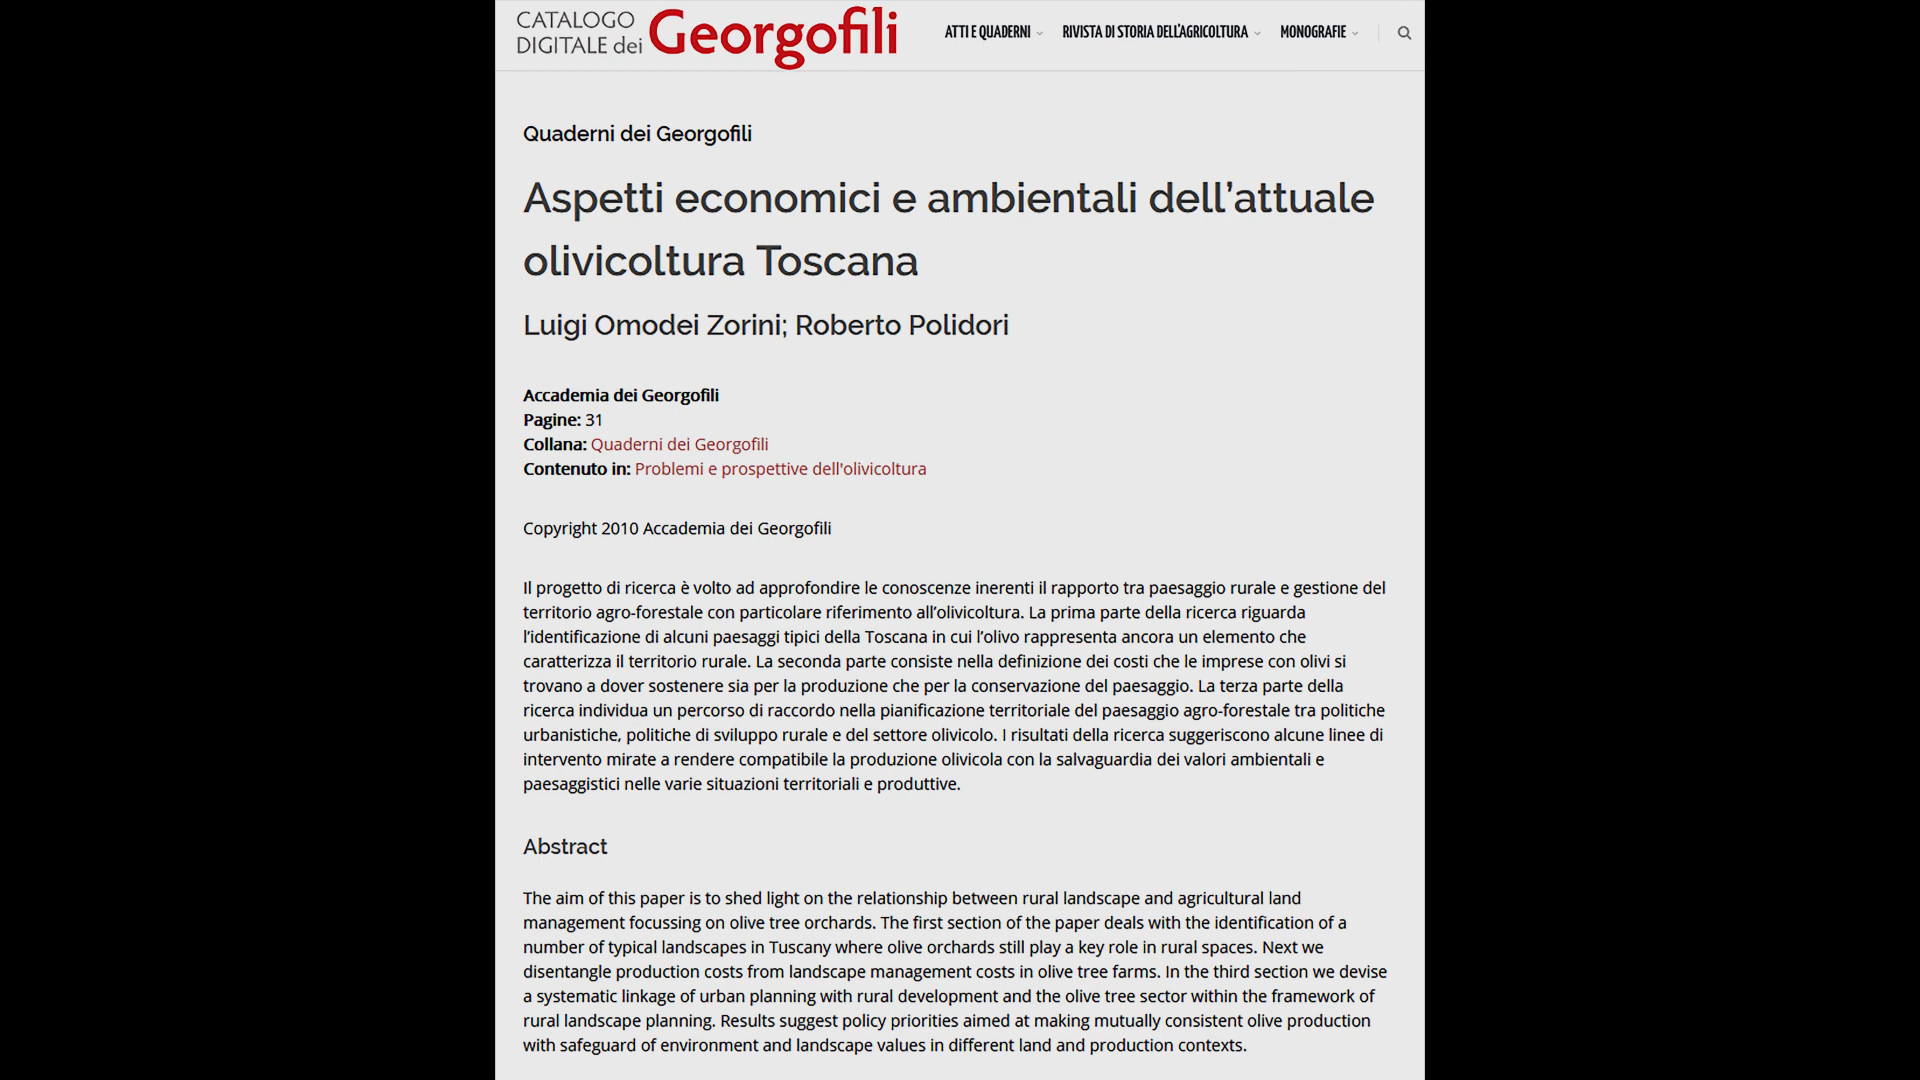 CATALOGO
DIGITALE dei Georgofili
ATTI E QUADERNI
RIVISTA DI STORIA DELL'AGRICOLTURA
MONOGRAFIE
Quaderni dei Georgofili
Aspetti economici e ambientali dell’attuale
olivicoltura Toscana
Luigi Omodei Zorini; Roberto Polidori
Accademia dei Georgofili
Pagine: 31
Collana: Quaderni dei Georgofili
Contenuto in: Problemi e prospettive dell'olivicoltura
Copyright 2010 Accademia dei Georgofili
Il progetto di ricerca è volto ad approfondire le conoscenze inerenti il rapporto tra paesaggio rurale e gestione del
territorio agro-forestale con particolare riferimento all’olivicoltura. La prima parte della ricerca riguarda
l’identificazione di alcuni paesaggi tipici della Toscana in cui l’olivo rappresenta ancora un elemento che
caratterizza il territorio rurale. La seconda parte consiste nella definizione dei costi che le imprese con olivi si
trovano a dover sostenere sia per la produzione che per la conservazione del paesaggio. La terza parte della
ricerca individua un percorso di raccordo nella pianificazione territoriale del paesaggio agro-forestale tra politiche
urbanistiche, politiche di sviluppo rurale e del settore olivicolo. I risultati della ricerca suggeriscono alcune linee di
intervento mirate a rendere compatibile la produzione olivicola con la salvaguardia dei valori ambientali e
paesaggistici nelle varie situazioni territoriali e produttive.
Abstract
The aim of this paper is to shed light on the relationship between rural landscape and agricultural land
management focussing on olive tree orchards. The first section of the paper deals with the identification of a
number of typical landscapes in Tuscany where olive orchards still play a key role in rural spaces. Next we
disentangle production costs from landscape management costs in olive tree farms. In the third section we devise
a systematic linkage of urban planning with rural development and the olive tree sector within the framework of
rural landscape planning. Results suggest policy priorities aimed at making mutually consistent olive production
with safeguard of environment and landscape values in different land and production contexts.